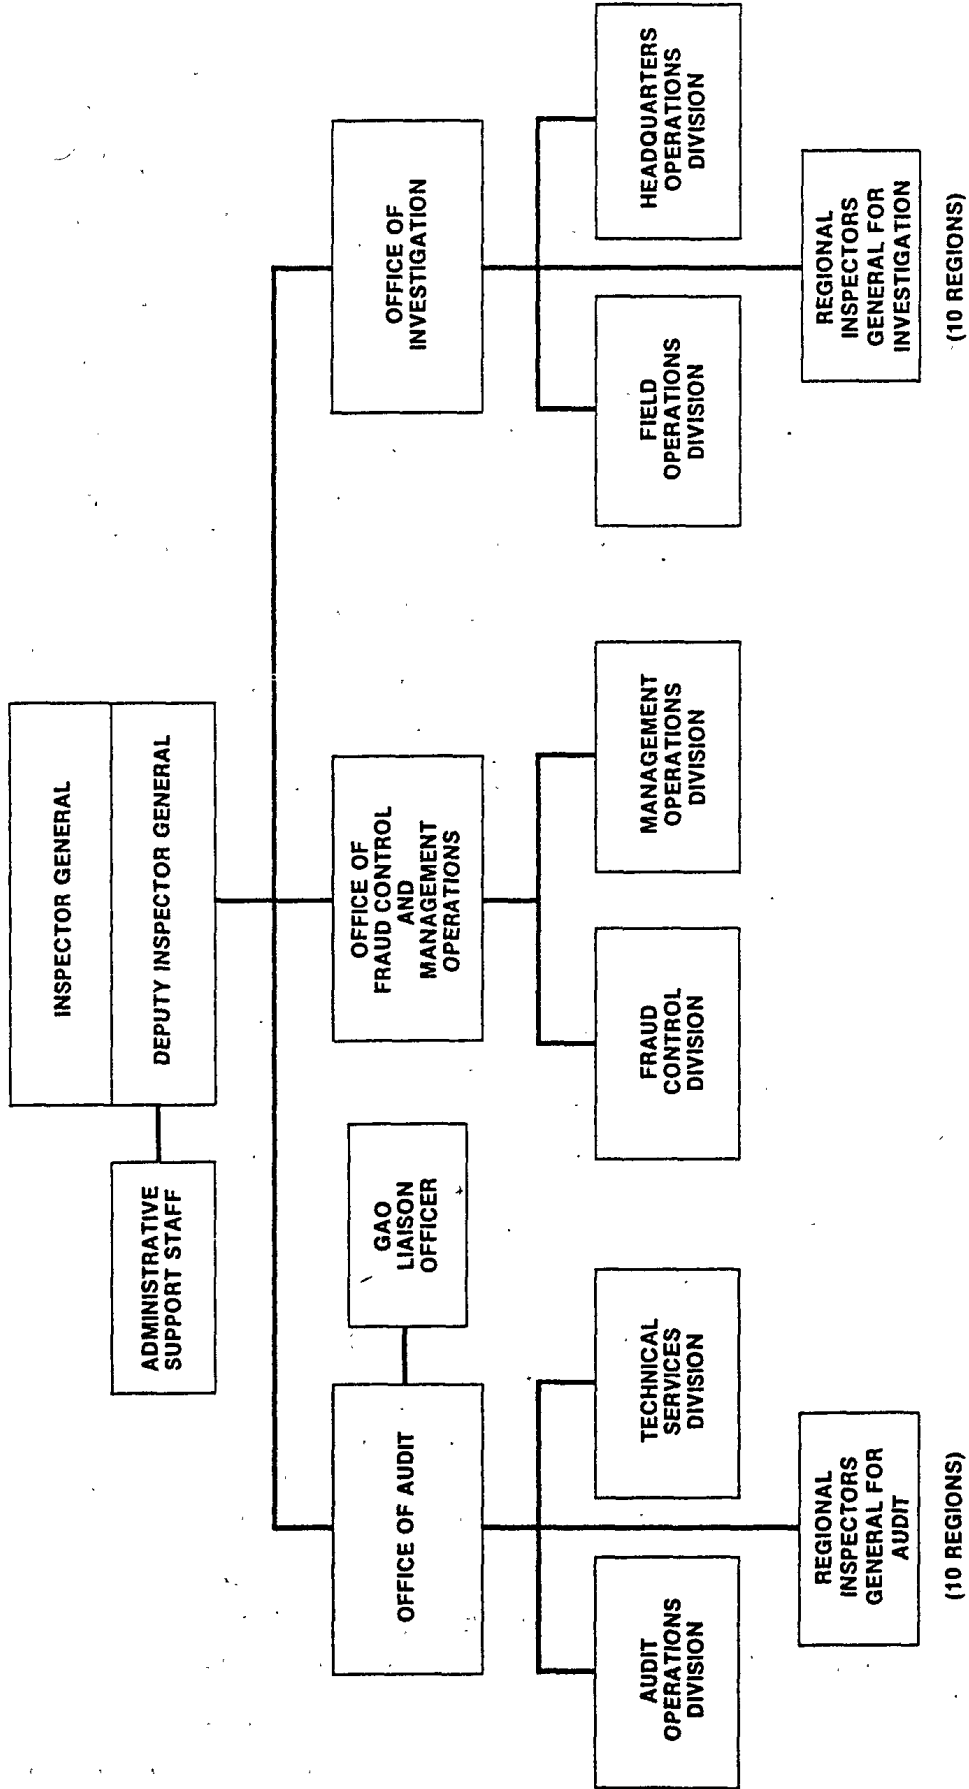 INSPECTOR GENERAL
DEPUTY INSPECTOR GENERAL
ADMINISTRATIVE
SUPPORT STAFF
OFFICE OF AUDIT
GAO
LIAISON
OFFICER
OFFICE OF
FRAUD CONTROL
AND
MANAGEMENT
OPERATIONS
OFFICE OF
INVESTIGATION
AUDIT
OPERATIONS
DIVISION
TECHNICAL
SERVICES
DIVISION
FRAUD
CONTROL
DIVISION
MANAGEMENT
OPERATIONS
DIVISION
FIELD
OPERATIONS
DIVISION
HEADQUARTERS
OPERATIONS
DIVISION
REGIONAL
INSPECTORS
GENERAL FOR
AUDIT
(10 REGIONS)
REGIONAL
INSPECTORS
GENERAL FOR
INVESTIGATION
(10 REGIONS)